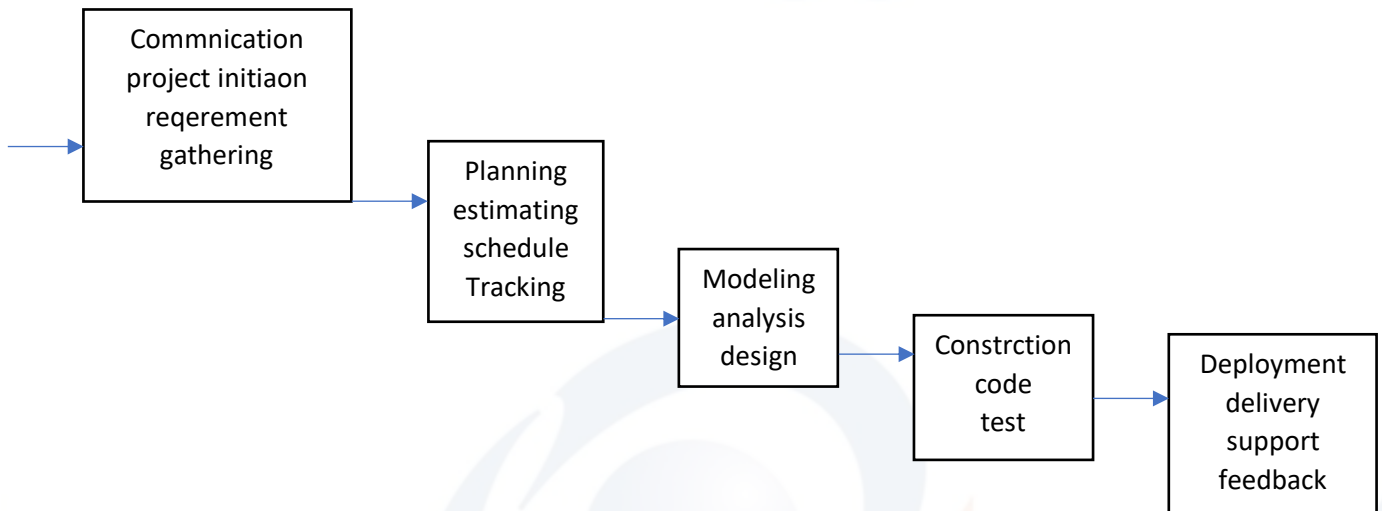 Commnication
project initiaon
reqerement
gathering
Planning
estimating
schedule
Tracking
Modeling
analysis
design
Constrction
code
test
Deployment
delivery
support
feedback